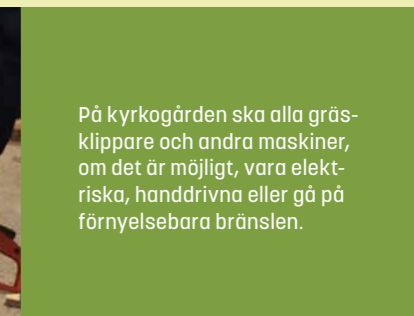 På kyrkogården ska alla gräs-
klippare och andra maskiner,
om det är möjligt, vara elekt-
riska, handdrivna eller gå på
förnyelsebara bränslen.